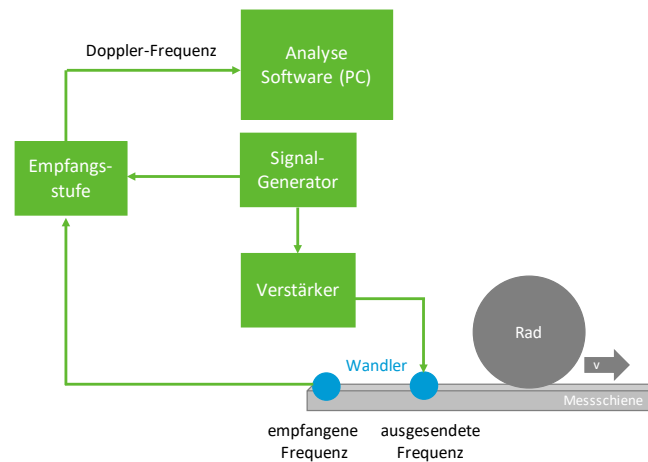 Doppler-Frequenz
Analyse
Software (PC)
Empfangs-
stufe
Signal-
Generator
Verstärker
Rad
v
Wandler
Messschiene
empfangene
Frequenz
ausgesendete
Frequenz